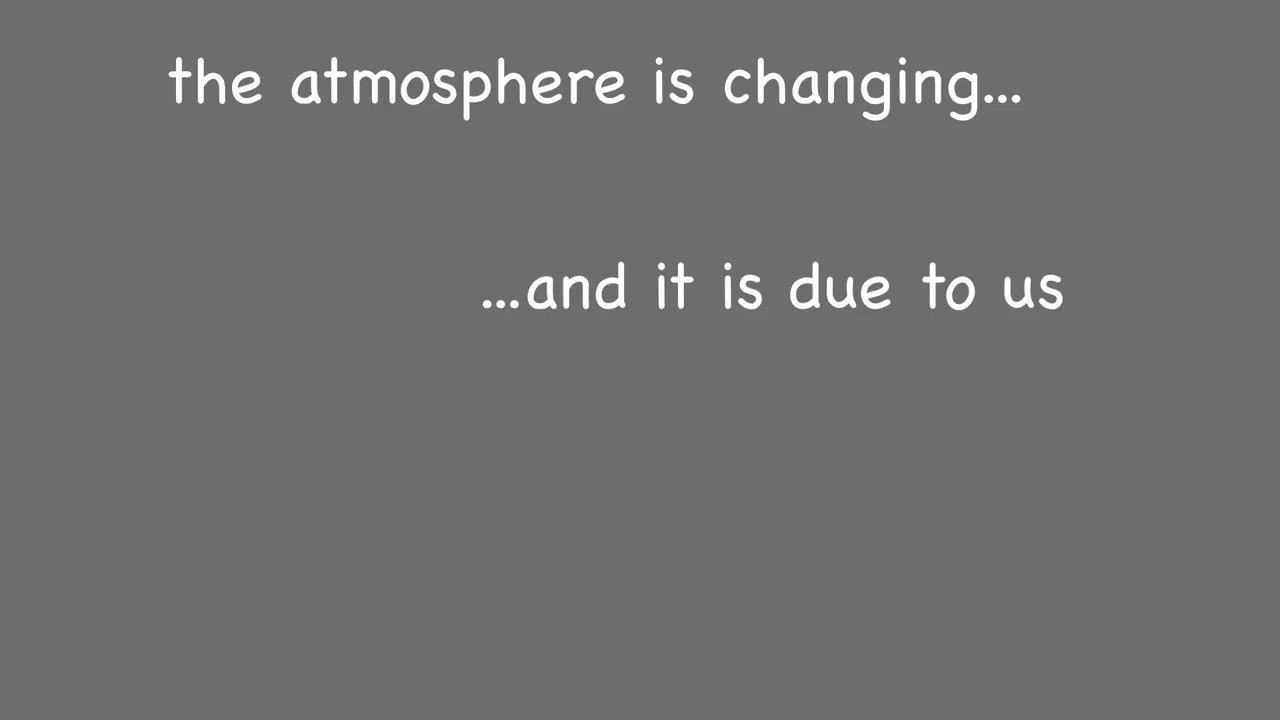 the atmosphere is changing...
...and it is due to us